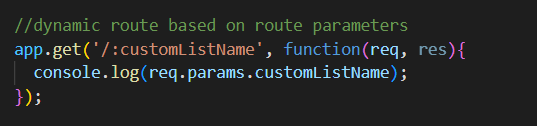 //dynamic route based on route parameters
app.get('/:customListName', function(req, res){
  console.log(req.params.customListName);
});